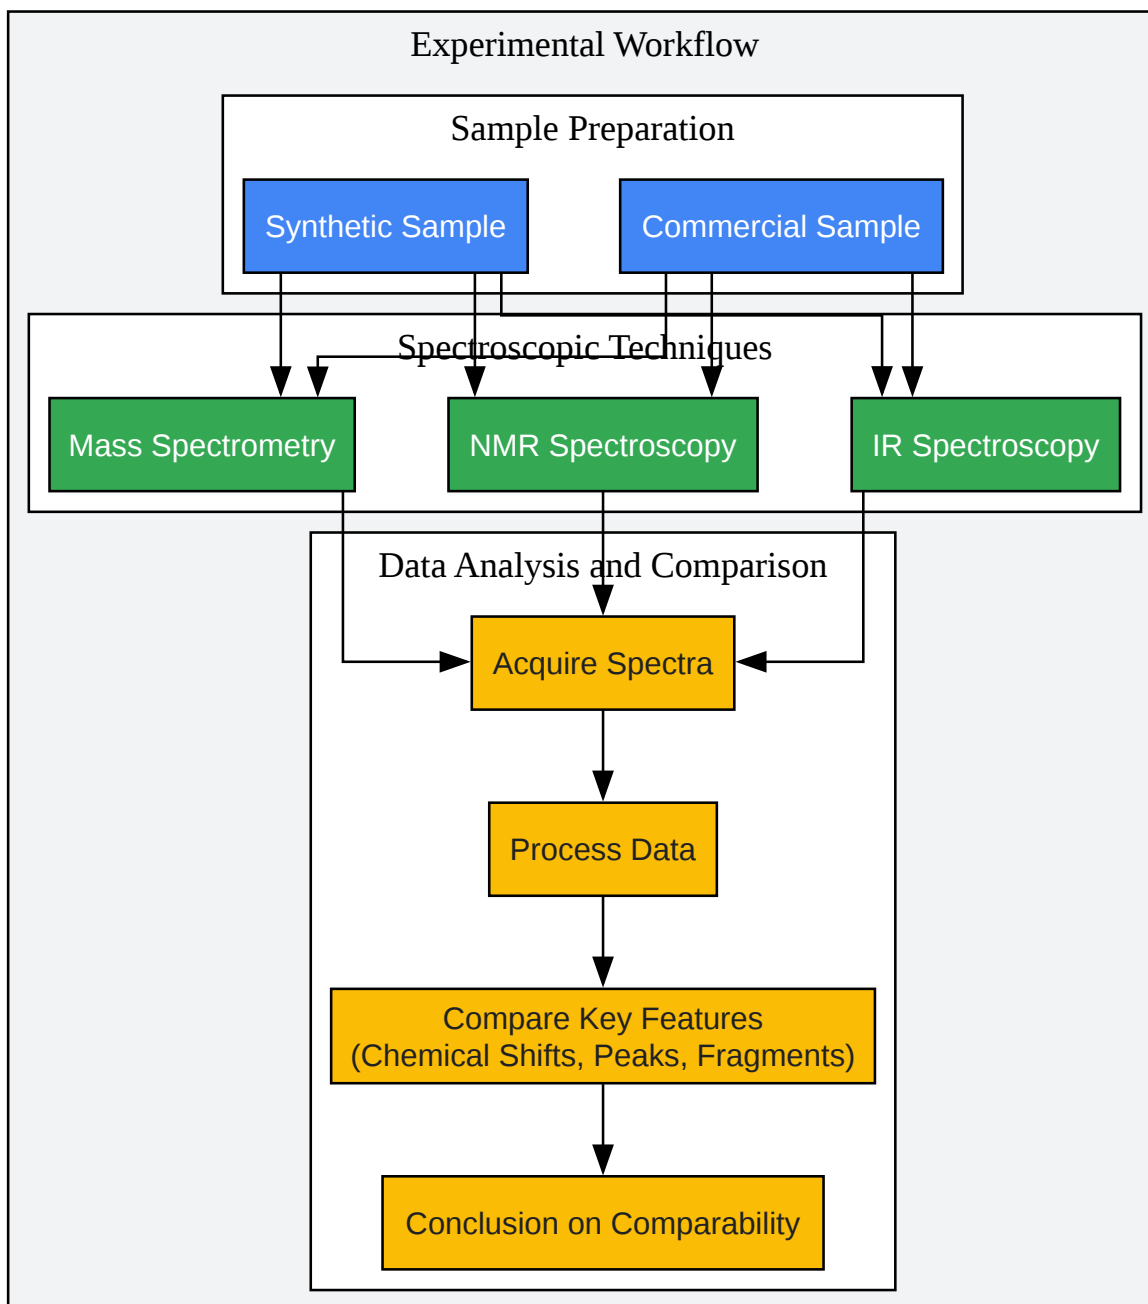 Experimental Workflow
Sample Preparation
Synthetic Sample
Commercial Sample
Spectroscopic Techniques
Mass Spectrometry
NMR Spectroscopy
IR Spectroscopy
Data Analysis and Comparison
Acquire Spectra
Process Data
Compare Key Features
(Chemical Shifts, Peaks, Fragments)
Conclusion on Comparability